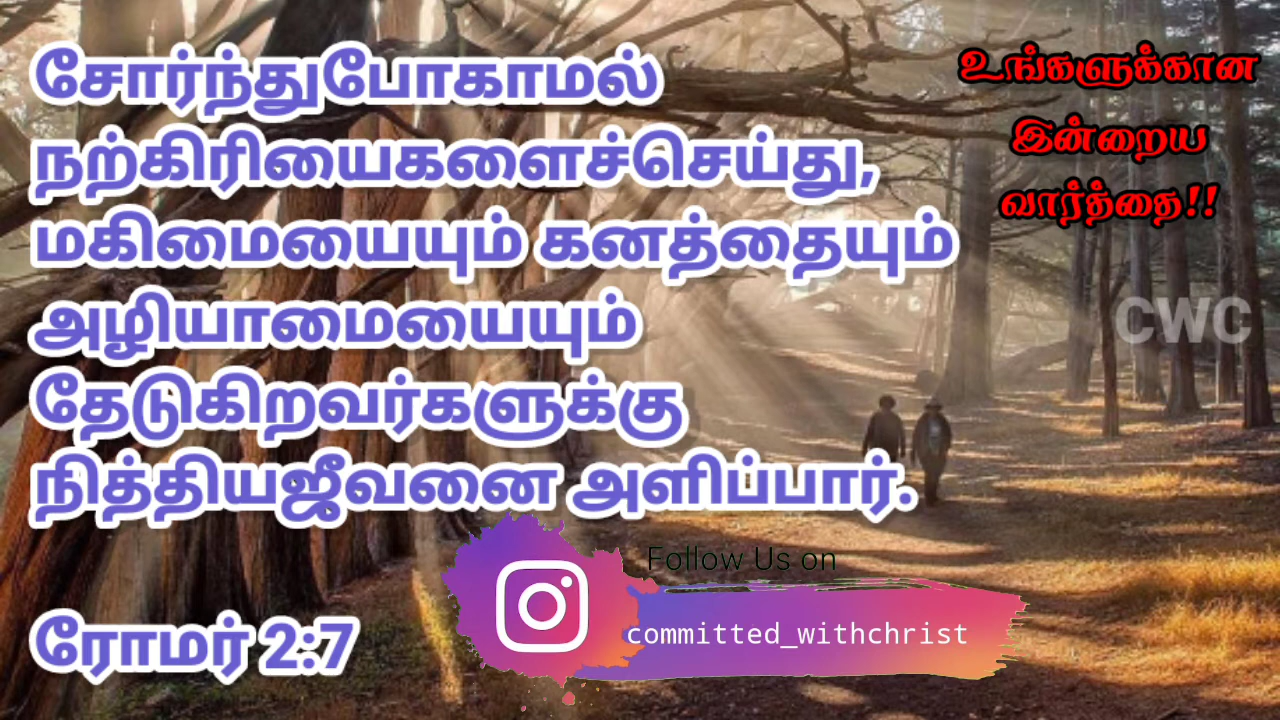 சோர்ந்துபோகாமல்
நற்கிரியைகளைச்செய்து,
மகிமையையும் கனத்தையும்
அழியாமையையும்
தேடுகிறவர்களுக்கு
நித்தியஜீவனை அளிப்பார்.
ரோமர் 2:7
உங்களுக்கான
இன்றைய
வார்த்தை!!
CWC
Follow Us on
committed_withchrist